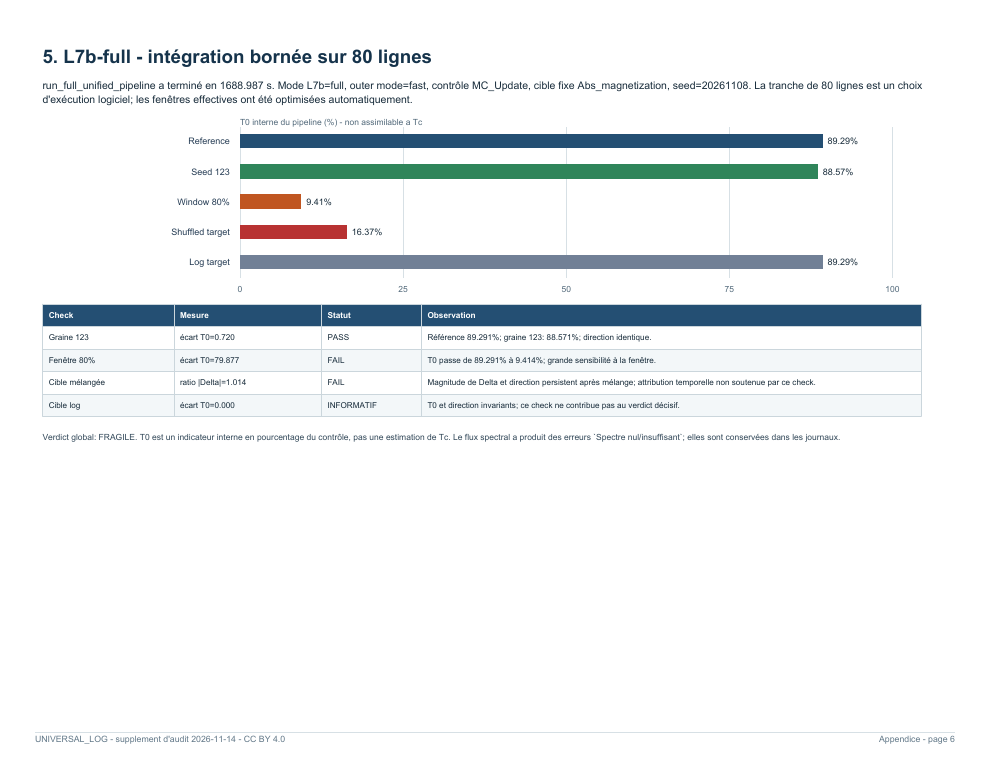 5. L7b-full - intégration bornée sur 80 lignes
run_full_unified_pipeline a terminé en 1688.987 s. Mode L7b=full, outer mode=fast, contrôle MC_Update, cible fixe Abs_magnetization, seed=20261108. La tranche de 80 lignes est un choix
d'exécution logiciel; les fenêtres effectives ont été optimisées automatiquement.
T0 interne du pipeline (%) - non assimilable a Tc
Reference 89.29%
Seed 123 88.57%
Window 80% 9.41%
Shuffled target 16.37%
Log target 89.29%
0 25 50 75 100
Check Mesure Statut Observation
Graine 123 écart T0=0.720 PASS Référence 89.291%; graine 123: 88.571%; direction identique.
Fenêtre 80% écart T0=79.877 FAIL T0 passe de 89.291% à 9.414%; grande sensibilité à la fenêtre.
Cible mélangée ratio |Delta|=1.014 FAIL Magnitude de Delta et direction persistent après mélange; attribution temporelle non soutenue par ce check.
Cible log écart T0=0.000 INFORMATIF T0 et direction invariants; ce check ne contribue pas au verdict décisif.
Verdict global: FRAGILE. T0 est un indicateur interne en pourcentage du contrôle, pas une estimation de Tc. Le flux spectral a produit des erreurs `Spectre nul/insuffisant`; elles sont conservées dans les journaux.
UNIVERSAL_LOG - supplement d'audit 2026-11-14 - CC BY 4.0 Appendice - page 6